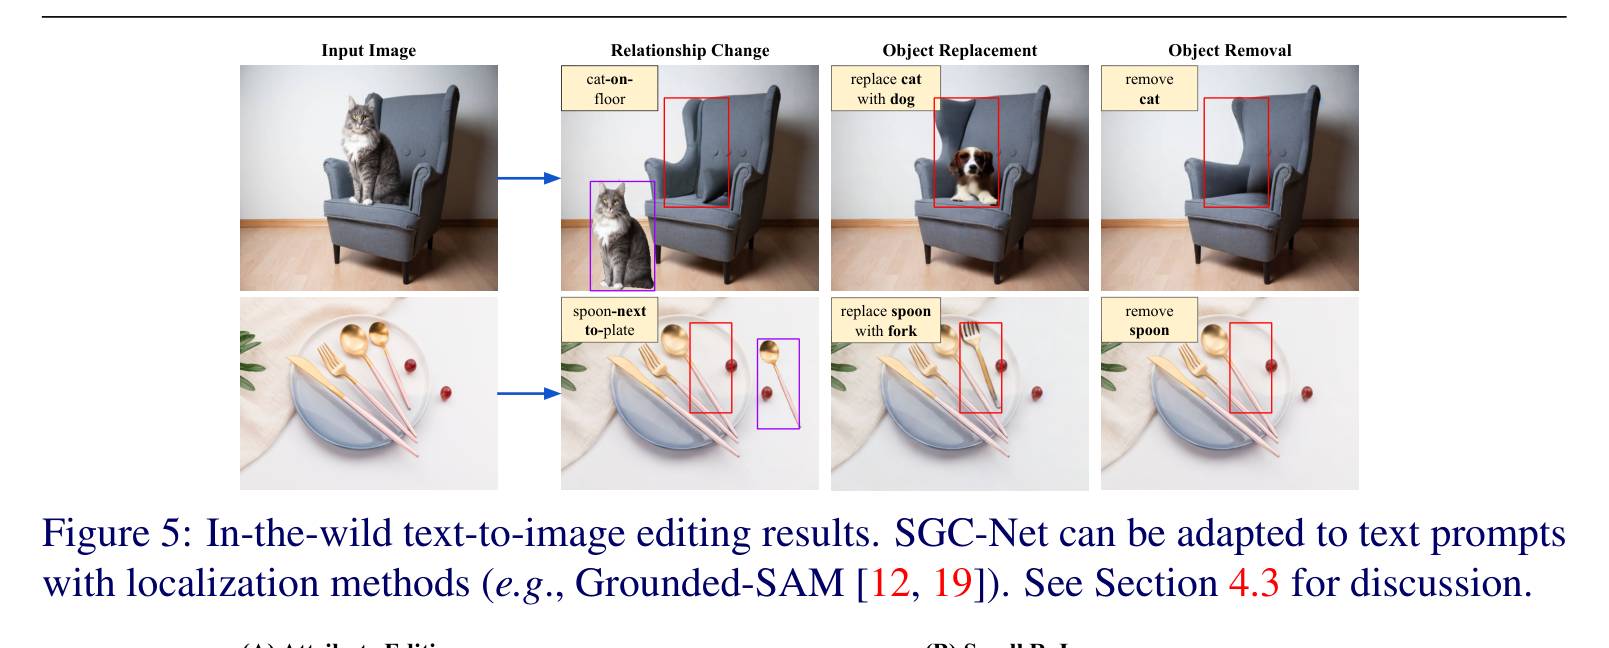 Input Image
Relationship Change
Object Replacement
Object Removal
cat-on-
floor
replace cat
with dog
remove
cat
spoon-next
to-plate
replace spoon
with fork
remove
spoon
Figure 5: In-the-wild text-to-image editing results. SGC-Net can be adapted to text prompts
with localization methods (e.g., Grounded-SAM [12, 19]). See Section 4.3 for discussion.